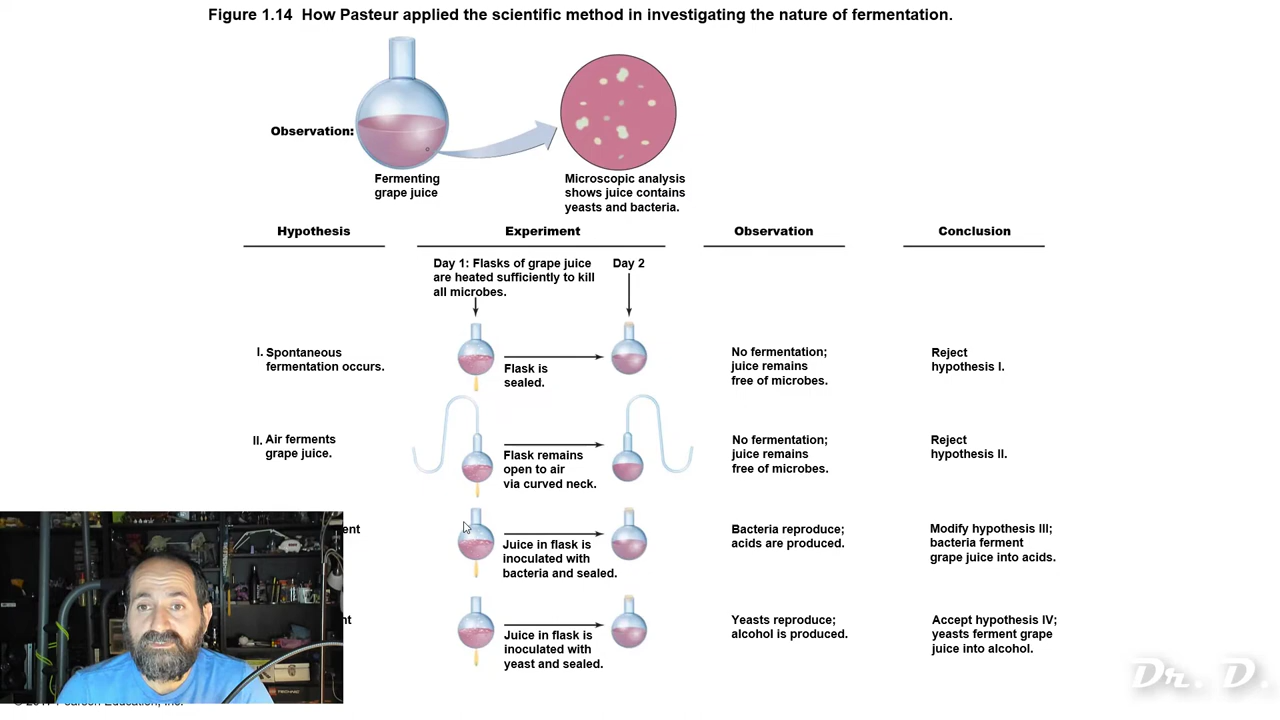 Figure 1.14 How Pasteur applied the scientific method in investigating the nature of fermentation.
Observation:
Fermenting
grape juice
Microscopic analysis
shows juice contains
yeasts and bacteria.
Hypothesis
Experiment
Observation
Conclusion
Day 1: Flasks of grape juice
are heated sufficiently to kill
all microbes.
Day 2
I. Spontaneous
fermentation occurs.
Flask is
sealed.
No fermentation;
juice remains
free of microbes.
Reject
hypothesis I.
II. Air ferments
grape juice.
Flask remains
open to air
via curved neck.
No fermentation;
juice remains
free of microbes.
Reject
hypothesis II.
Juice in flask is
inoculated with
bacteria and sealed.
Bacteria reproduce;
acids are produced.
Modify hypothesis III;
bacteria ferment
grape juice into acids.
Juice in flask is
inoculated with
yeast and sealed.
Yeasts reproduce;
alcohol is produced.
Accept hypothesis IV;
yeasts ferment grape
juice into alcohol.
TECHNIC
Dr. D.